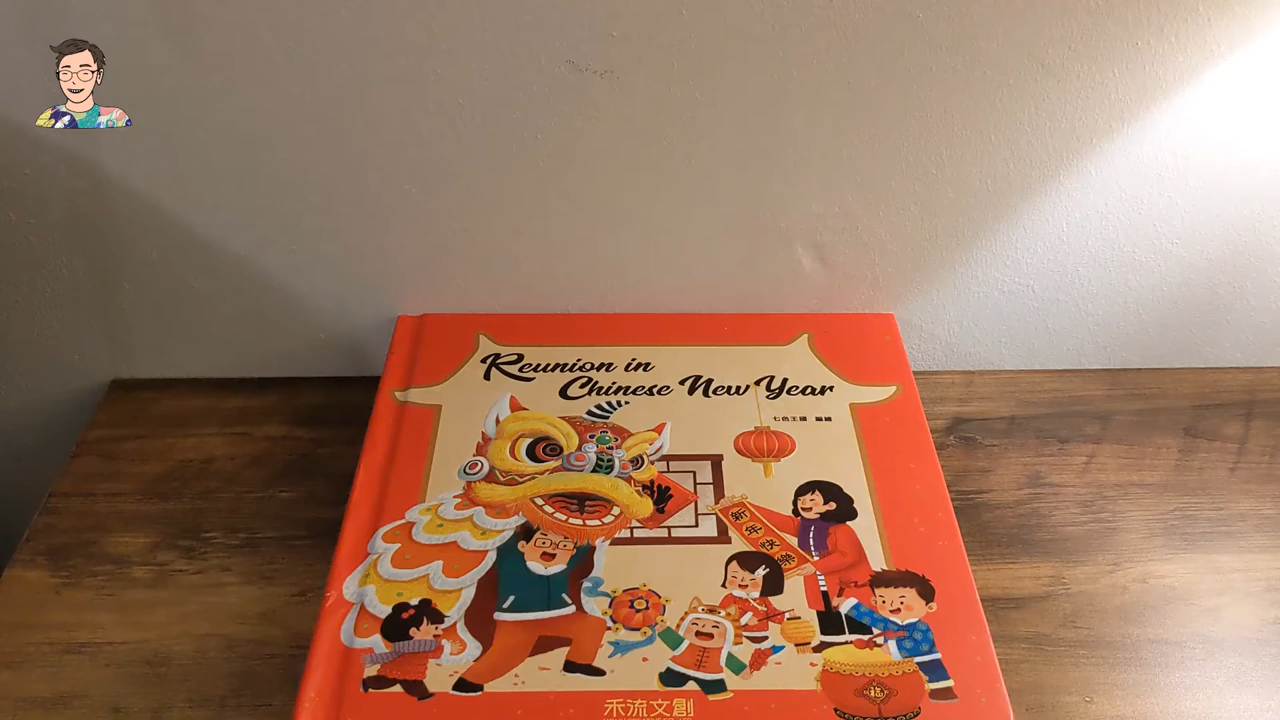 Reunion in
Chinese New Year
七色王國 編繪
新年快樂
福
禾流文創